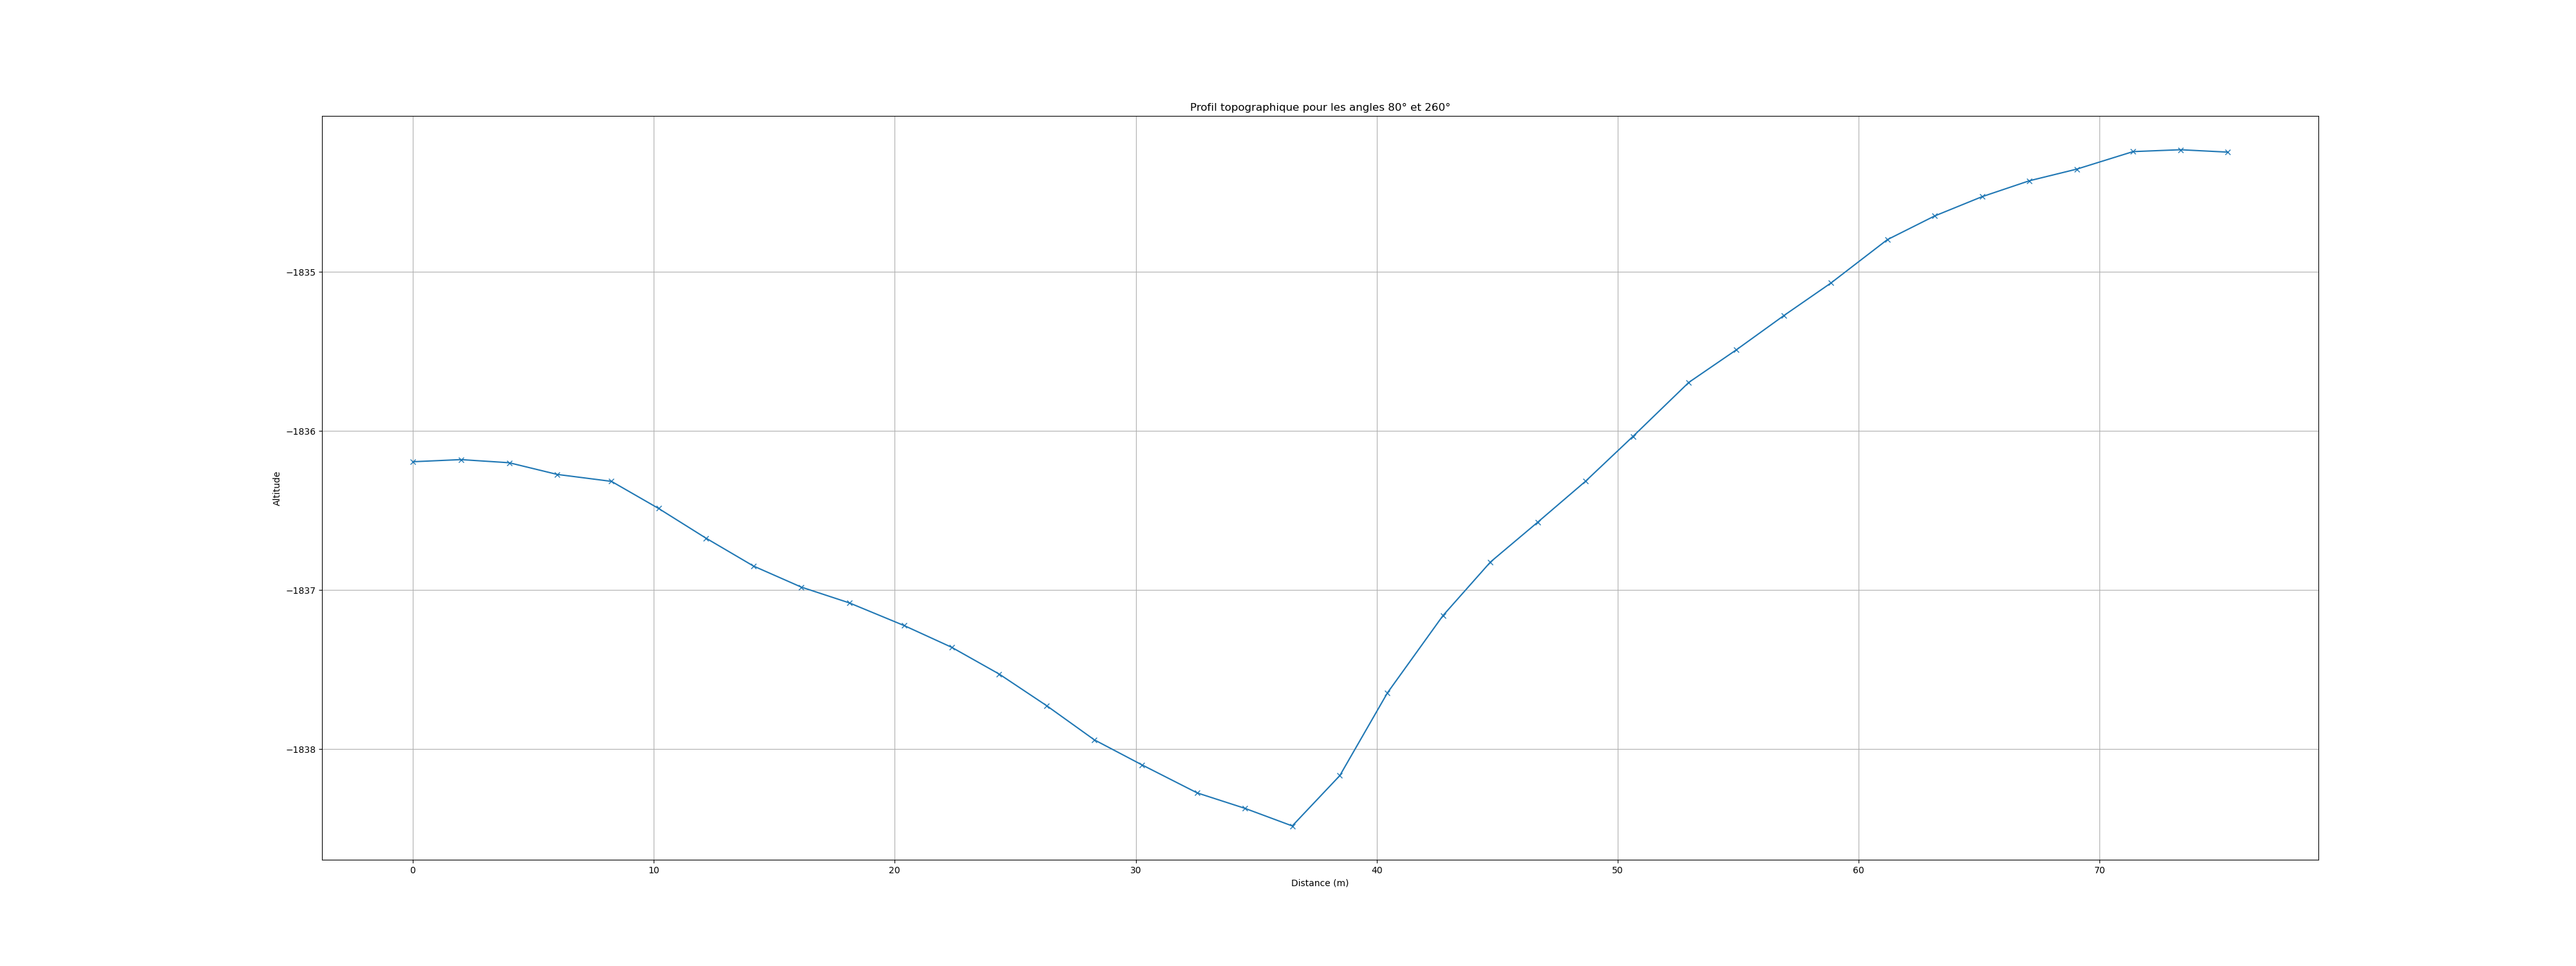 Profil topographique pour les angles 80° et 260°
−1835
−1836
−1837
−1838
Altitude
0 10 20 30 40 50 60 70
Distance (m)